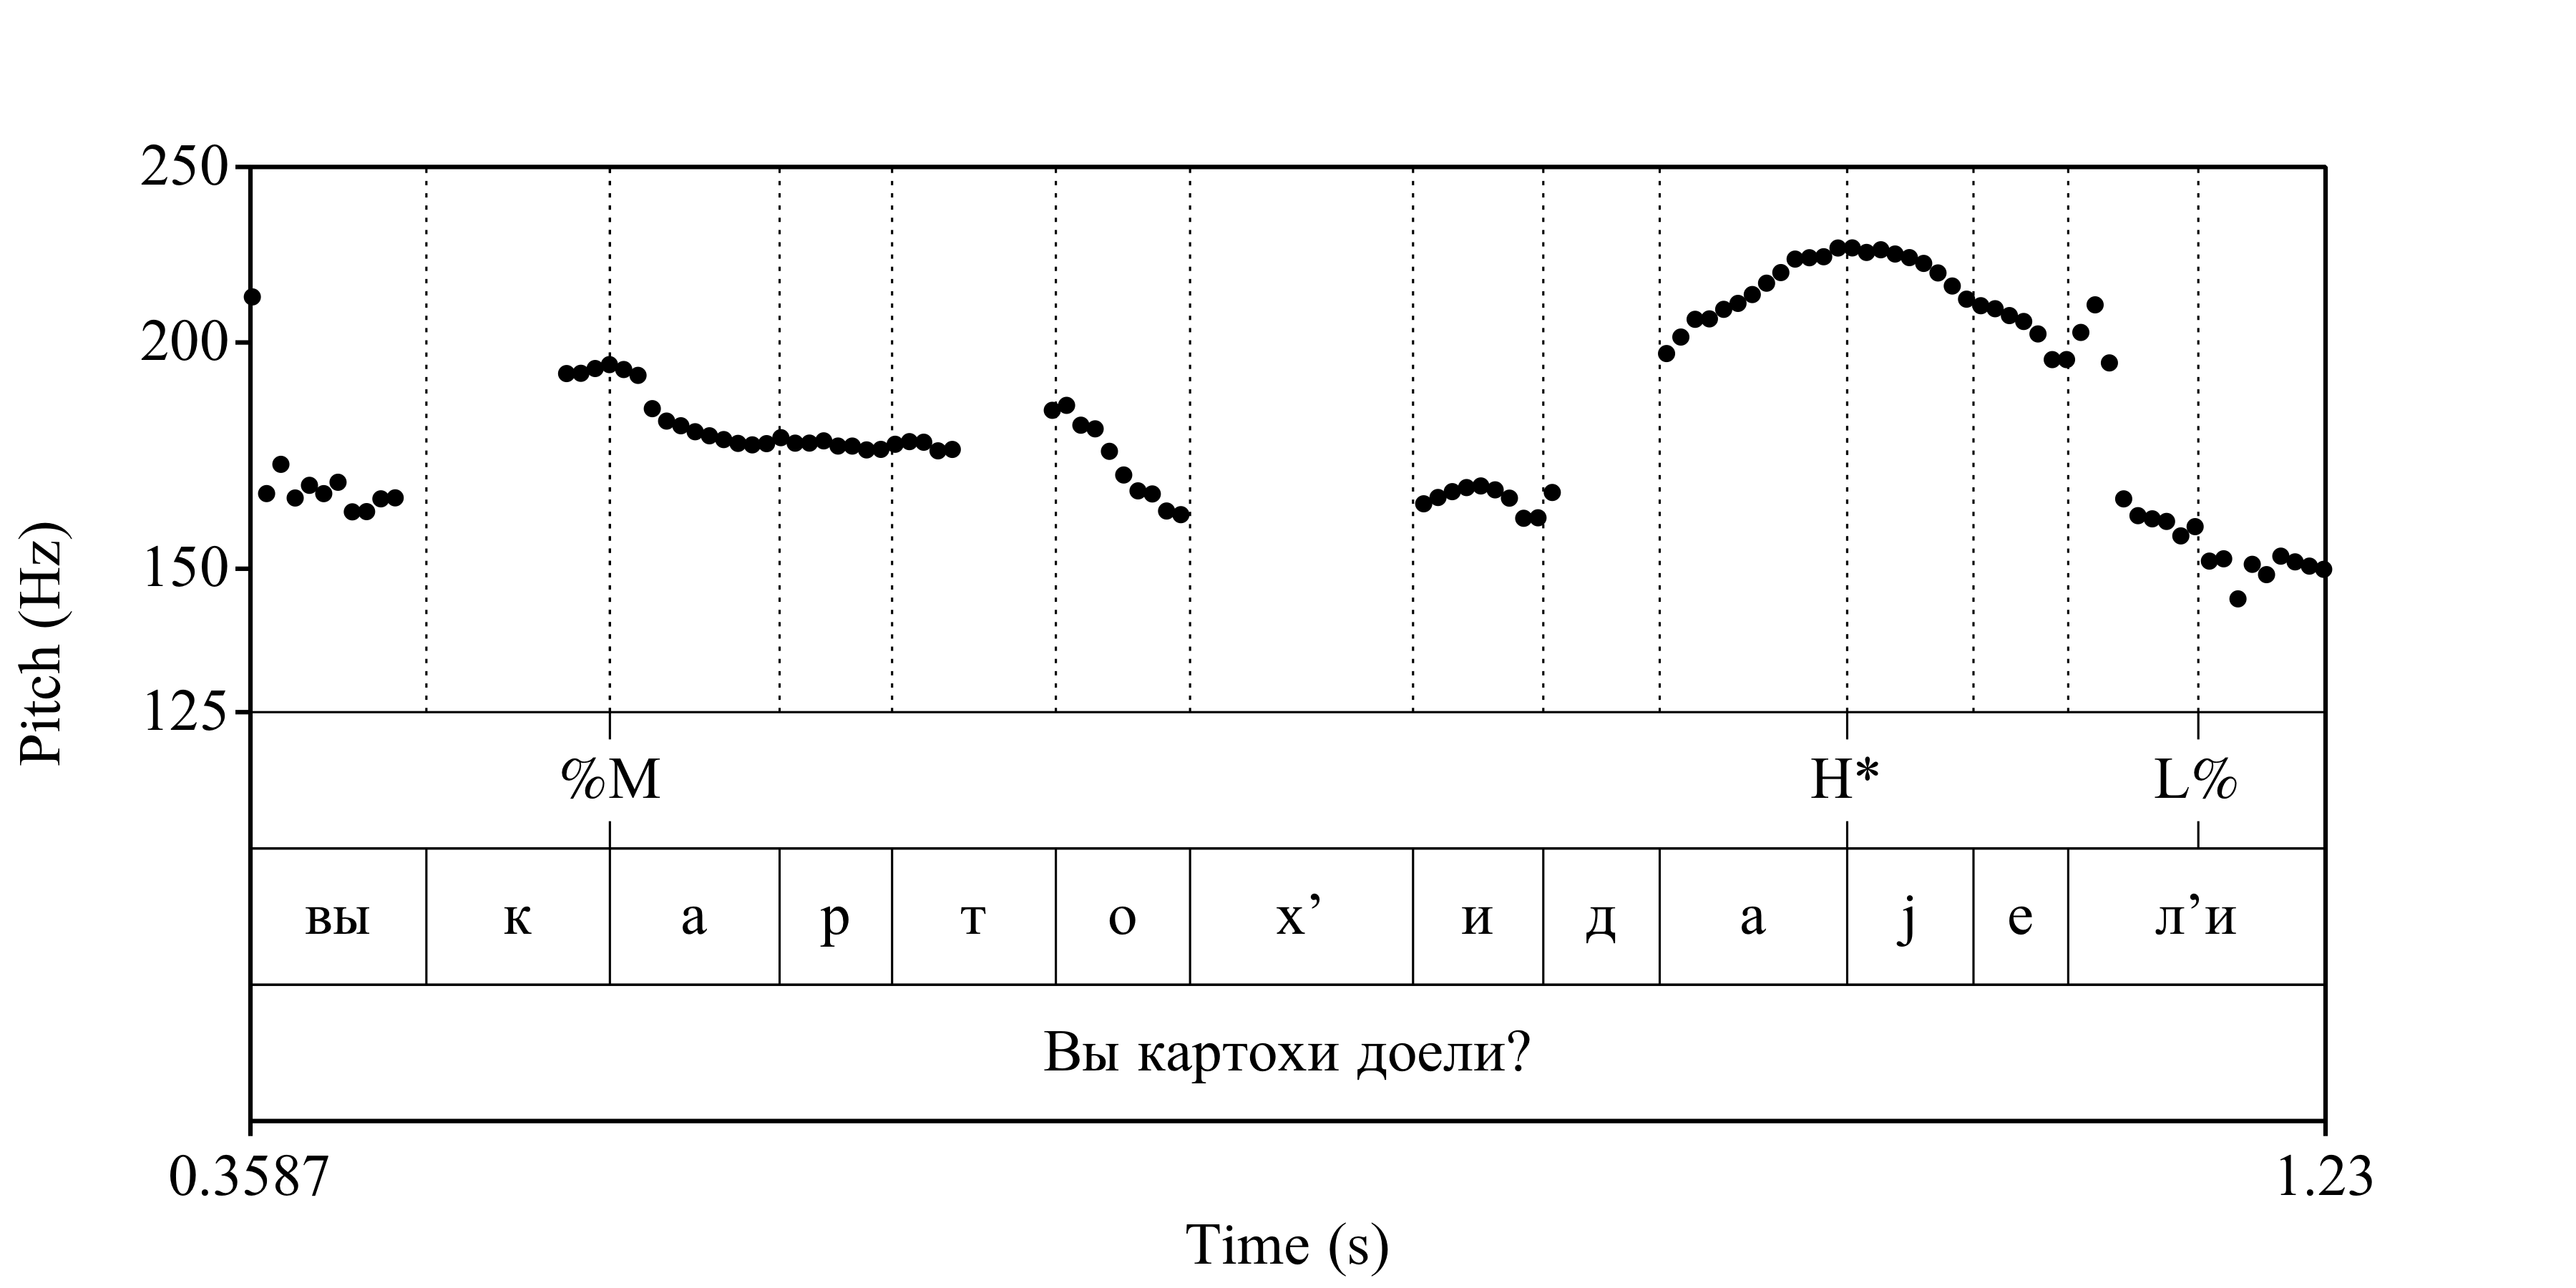 250
200
150
125
Pitch (Hz)
%M H* L%
вы к а р т о х’ и д а j е л’и
Вы картохи доели?
0.3587 1.23
Time (s)